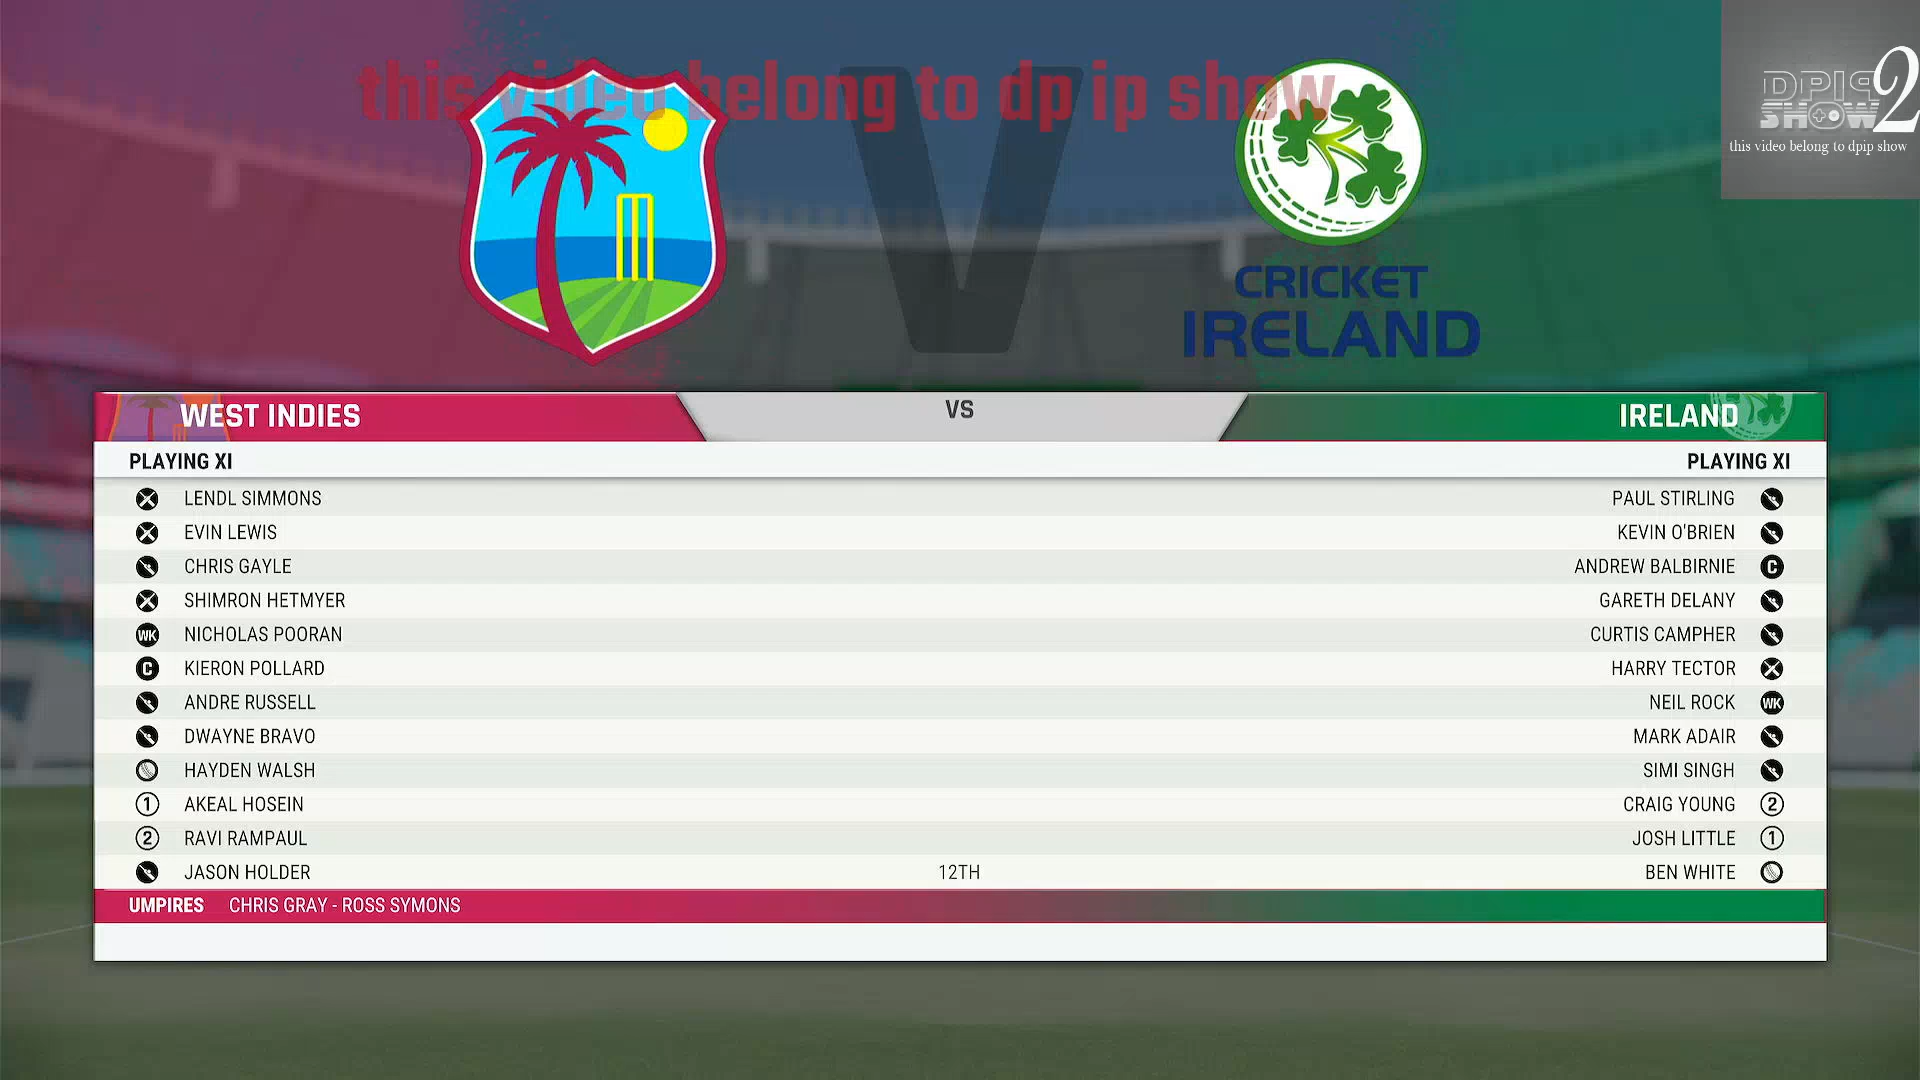 this video belong to dp ip show
V
DPIP
SHOW 2
this video belong to dpip show
CRICKET
IRELAND
WEST INDIES VS IRELAND
PLAYING XI PLAYING XI
LENDL SIMMONS PAUL STIRLING
EVIN LEWIS KEVIN O'BRIEN
CHRIS GAYLE ANDREW BALBIRNIE C
SHIMRON HETMYER GARETH DELANY
WK NICHOLAS POORAN CURTIS CAMPHER
C KIERON POLLARD HARRY TECTOR
ANDRE RUSSELL NEIL ROCK WK
DWAYNE BRAVO MARK ADAIR
HAYDEN WALSH SIMI SINGH
1 AKEAL HOSEIN CRAIG YOUNG 2
2 RAVI RAMPAUL JOSH LITTLE 1
JASON HOLDER 12TH BEN WHITE
UMPIRES CHRIS GRAY - ROSS SYMONS